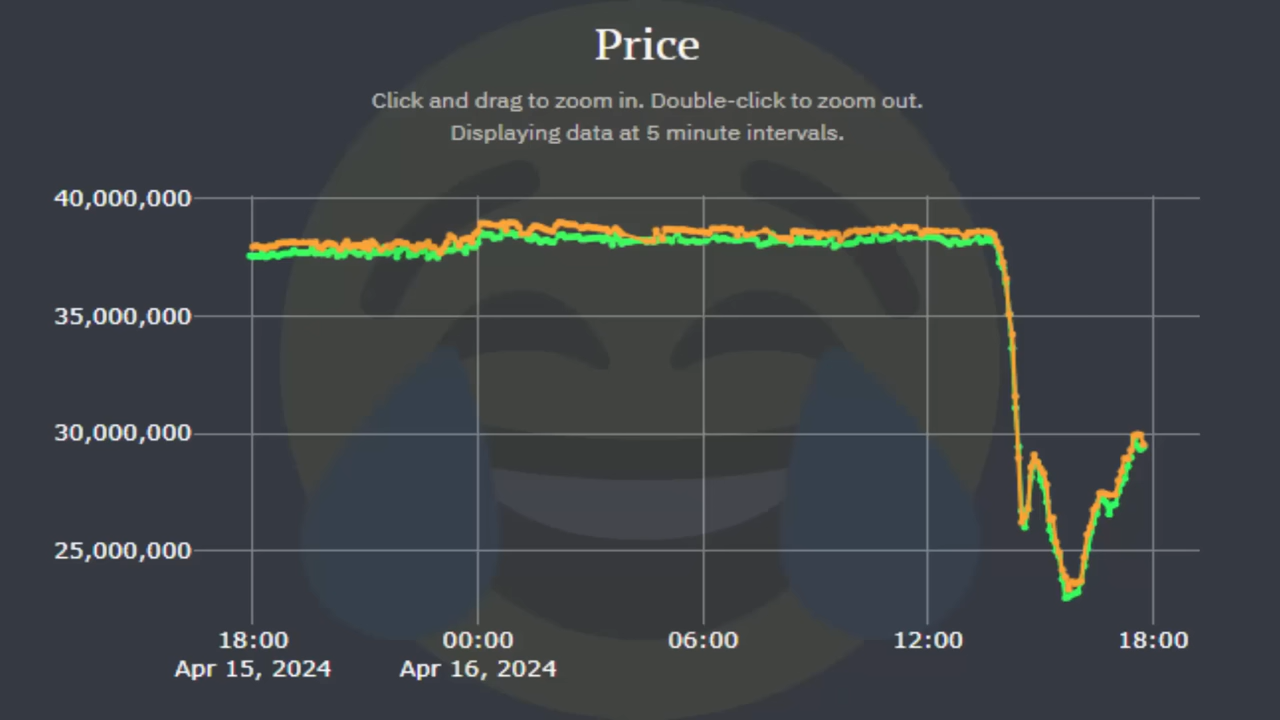 Price
Click and drag to zoom in. Double-click to zoom out.
Displaying data at 5 minute intervals.
40,000,000
35,000,000
30,000,000
25,000,000
18:00 00:00 06:00 12:00 18:00
Apr 15, 2024 Apr 16, 2024